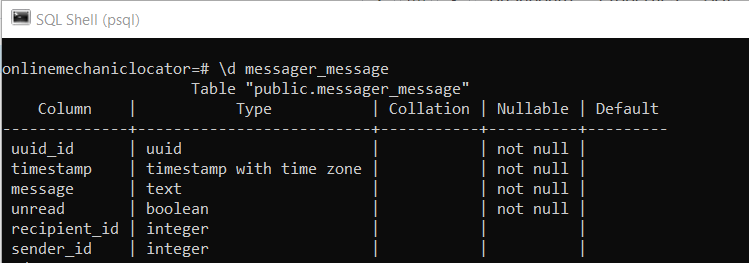 SQL Shell (psql)
onlinemechaniclocator=# \d messager_message
Table "public.messager_message"
Column | Type | Collation | Nullable | Default
---------------+--------------------------+-----------+----------+---------
uuid_id | uuid | | not null |
timestamp | timestamp with time zone | | not null |
message | text | | not null |
unread | boolean | | not null |
recipient_id | integer | | |
sender_id | integer | | |